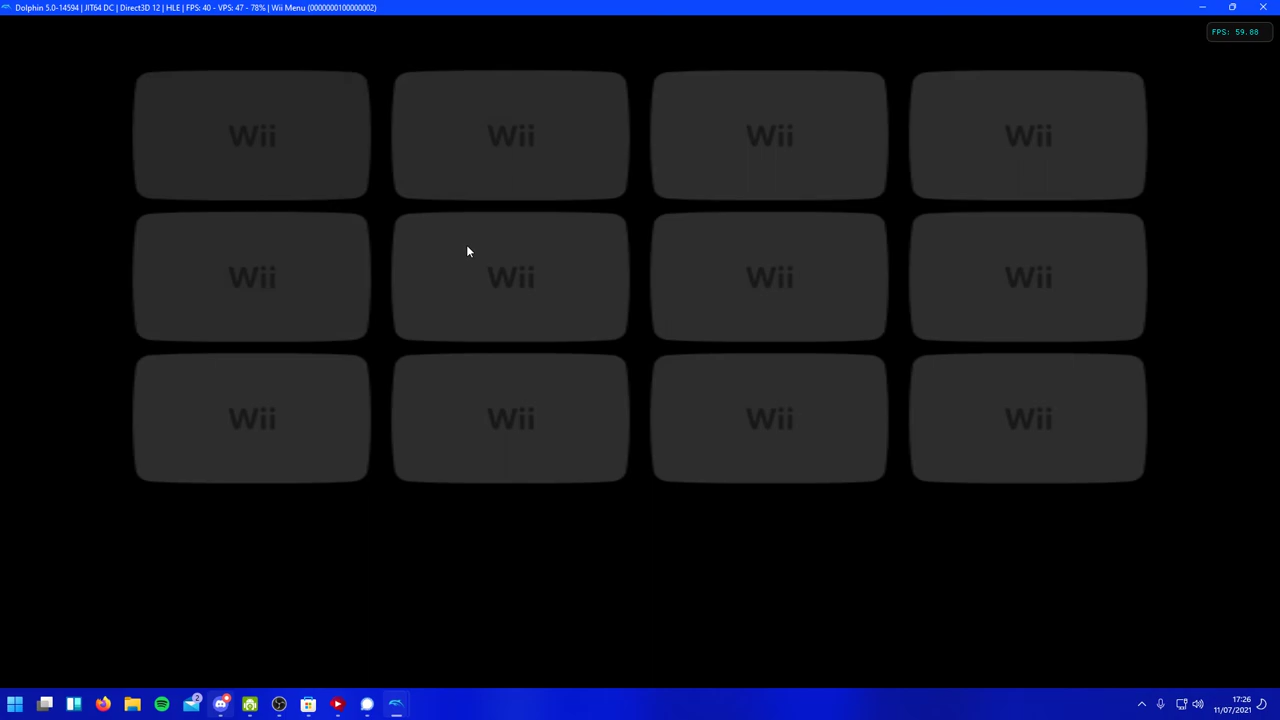 Dolphin 5.0-14594 | JIT64 DC | Direct3D 12 | HLE | FPS: 40 - VPS: 47 - 78% | Wii Menu (0000000100000002)
FPS: 59.88
Wii Wii Wii Wii
Wii Wii Wii Wii
Wii Wii Wii Wii
2
17:26
11/07/2021